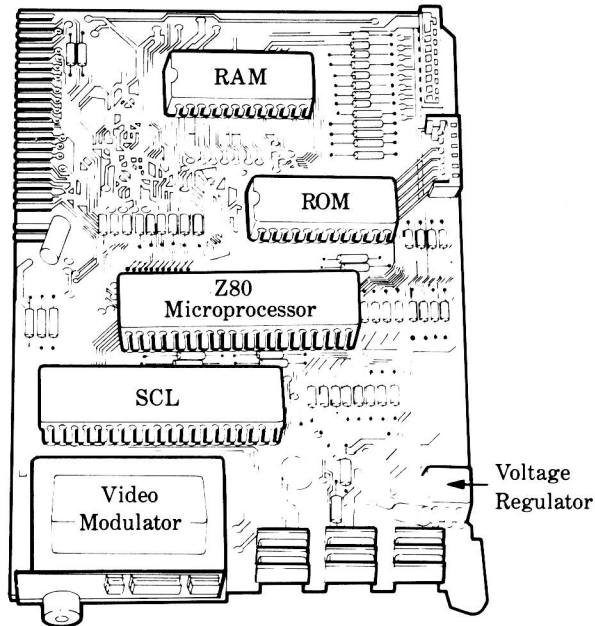 RAM
ROM
Z80
Microprocessor
SCL
Video
Modulator
Voltage
Regulator